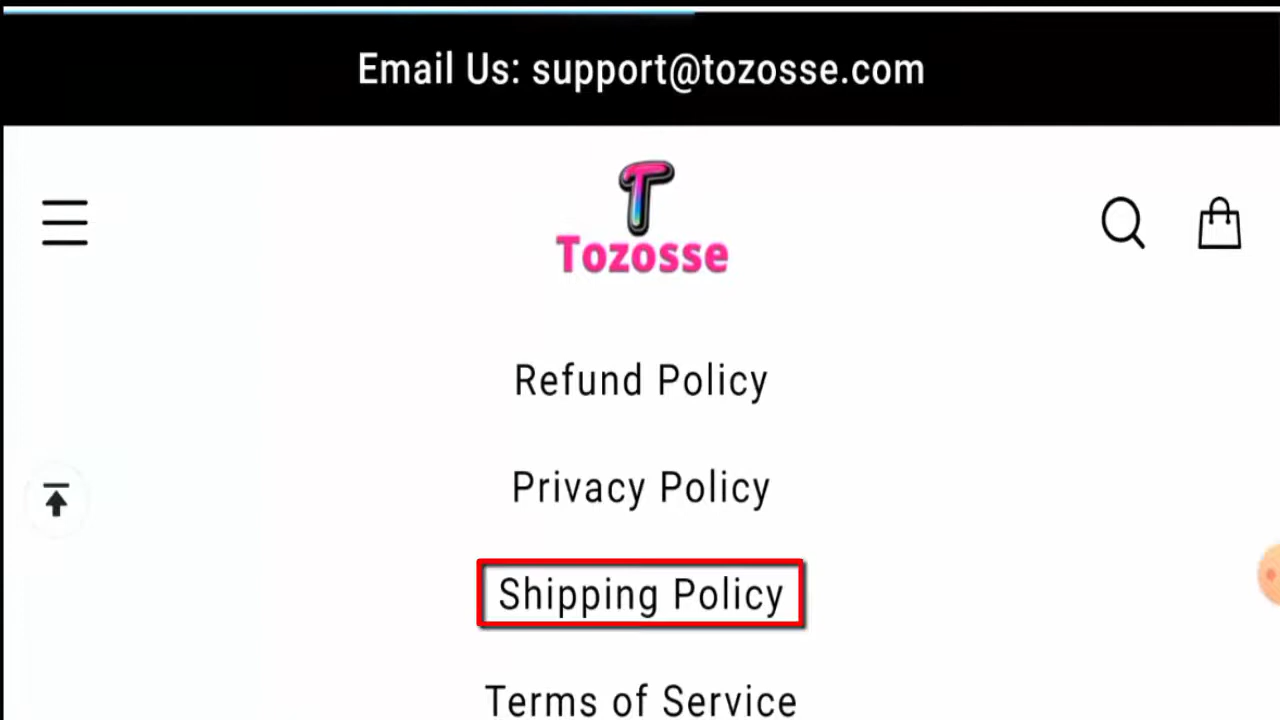 Email Us: support@tozosse.com
T
Tozosse
Refund Policy
Privacy Policy
Shipping Policy
Terms of Service